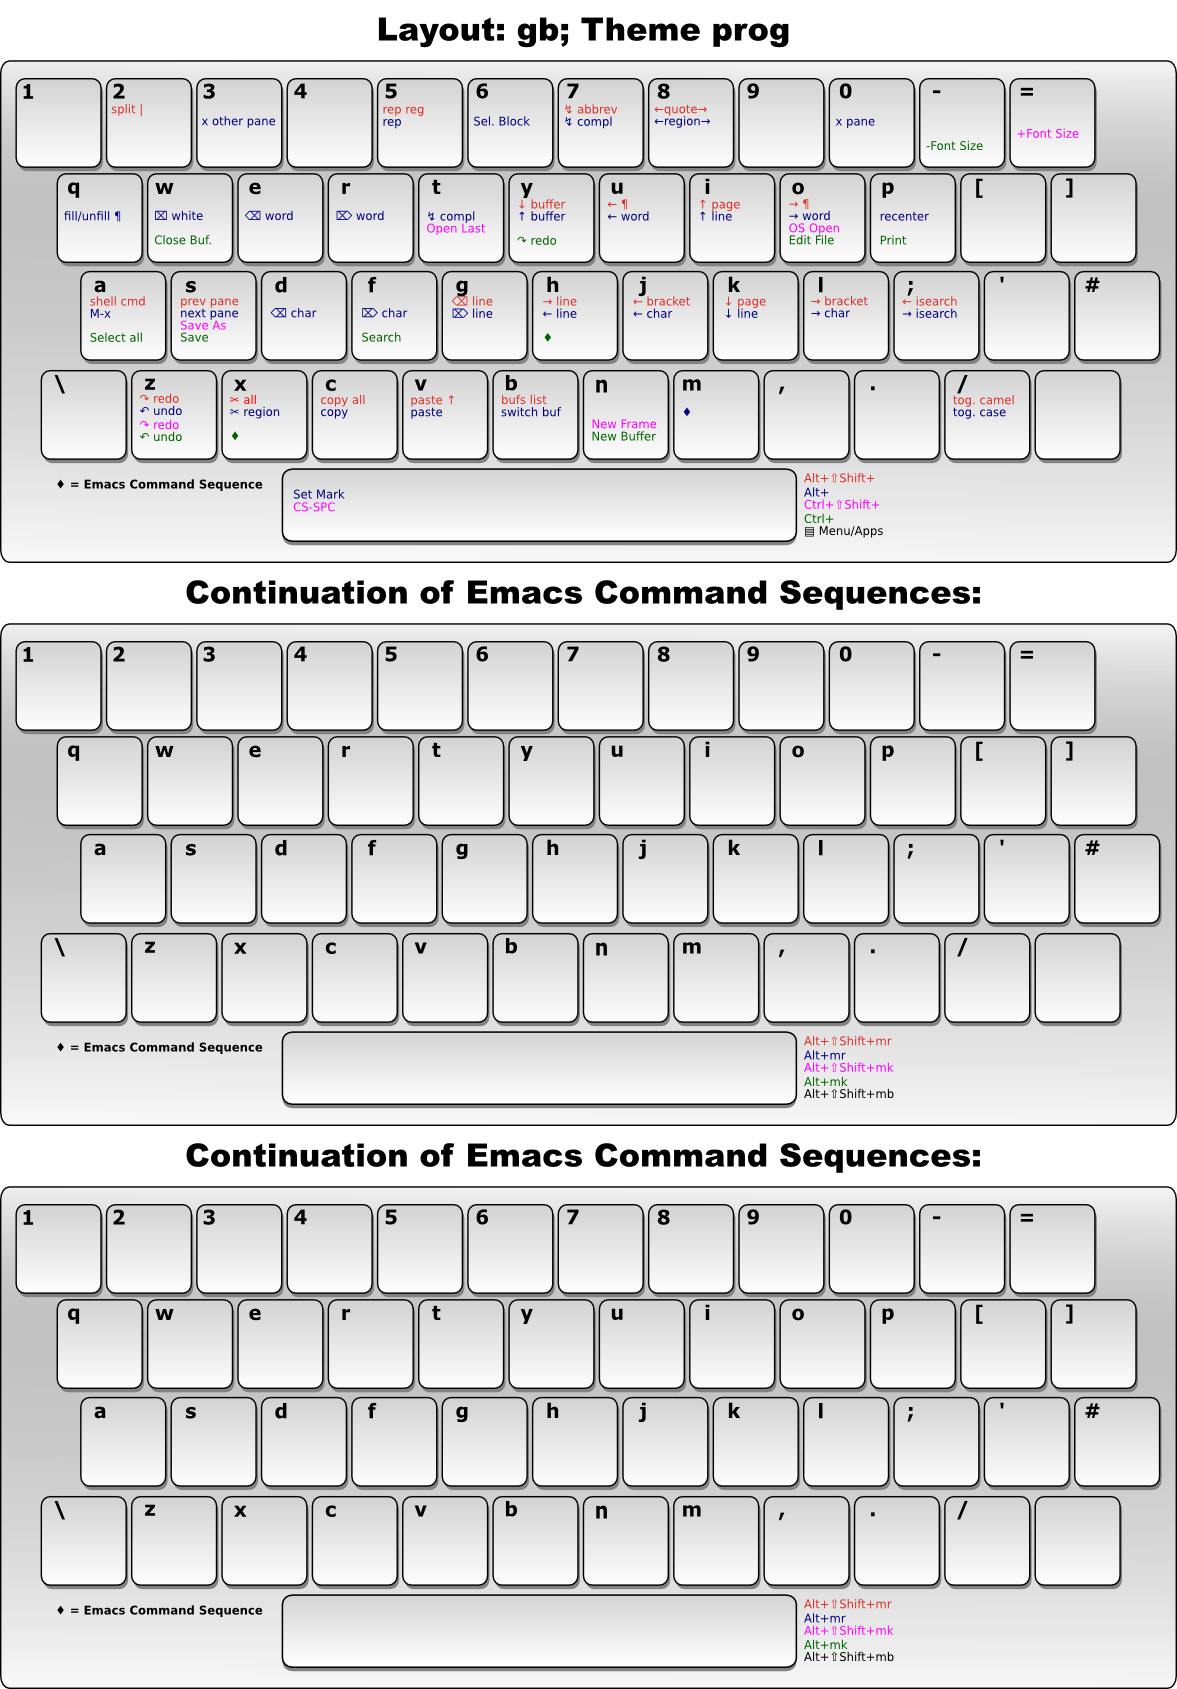 Layout: gb; Theme prog
1 2 3 4 5 6 7 8 9 0 - =
split | rep reg ↯ abbrev ←quote→
x other pane rep Sel. Block ↯ compl ←region→ x pane
+Font Size
-Font Size
q w e r t y u i o p [ ]
↓ buffer ← ¶ ↑ page → ¶
fill/unfill ¶ ⌧ white ⌫ word ⌦ word ↯ compl ↑ buffer ← word ↑ line → word recenter
Open Last OS Open
Close Buf. ↷ redo Edit File Print
a s d f g h j k l ; ' #
shell cmd prev pane ⌫ line → line ← bracket ↓ page → bracket ← isearch
M-x next pane ⌫ char ⌦ char ⌦ line ← line ← char ↓ line → char → isearch
Save As
Select all Save Search ♦
\ z x c v b n m , . /
↷ redo ✂ all copy all paste ↑ bufs list tog. camel
↶ undo ✂ region copy paste switch buf ♦ tog. case
↷ redo New Frame
↶ undo ♦ New Buffer
♦ = Emacs Command Sequence
Set Mark
CS-SPC
Alt+⇧Shift+
Alt+
Ctrl+⇧Shift+
Ctrl+
▤ Menu/Apps
Continuation of Emacs Command Sequences:
1 2 3 4 5 6 7 8 9 0 - =
q w e r t y u i o p [ ]
a s d f g h j k l ; ' #
\ z x c v b n m , . /
♦ = Emacs Command Sequence
Alt+⇧Shift+mr
Alt+mr
Alt+⇧Shift+mk
Alt+mk
Alt+⇧Shift+mb
Continuation of Emacs Command Sequences:
1 2 3 4 5 6 7 8 9 0 - =
q w e r t y u i o p [ ]
a s d f g h j k l ; ' #
\ z x c v b n m , . /
♦ = Emacs Command Sequence
Alt+⇧Shift+mr
Alt+mr
Alt+⇧Shift+mk
Alt+mk
Alt+⇧Shift+mb